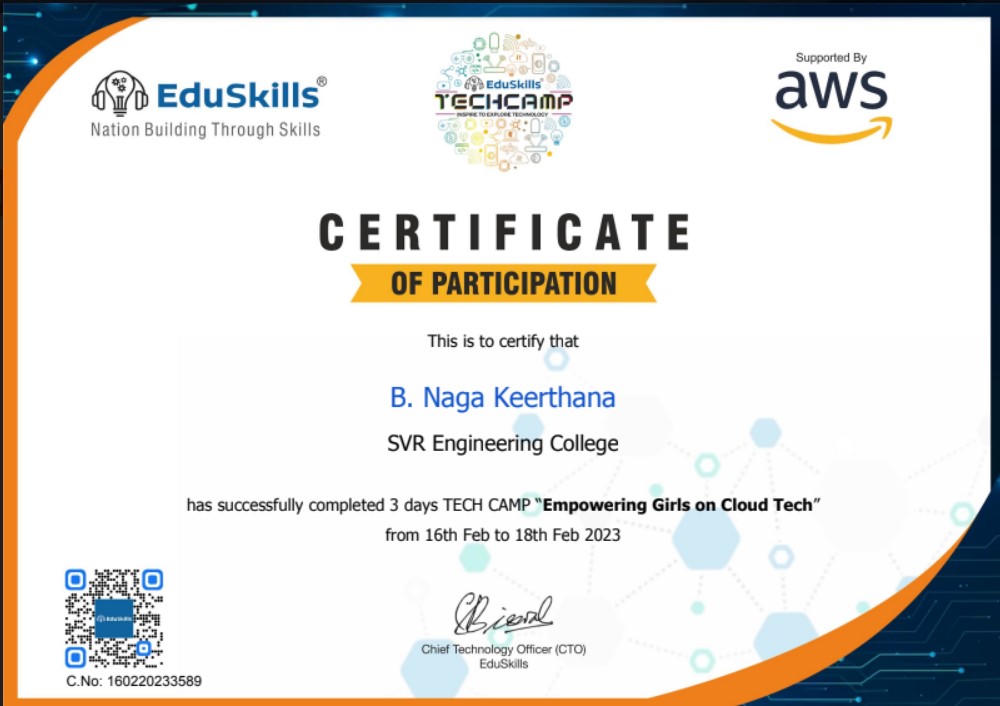 EduSkills®
Nation Building Through Skills
EduSkills®
TECHCAMP
INSPIRE TO EXPLORE TECHNOLOGY
Supported By
aws
CERTIFICATE
OF PARTICIPATION
This is to certify that
B. Naga Keerthana
SVR Engineering College
has successfully completed 3 days TECH CAMP “Empowering Girls on Cloud Tech”
from 16th Feb to 18th Feb 2023
EduSkills
C.No: 160220233589
Chief Technology Officer (CTO)
EduSkills